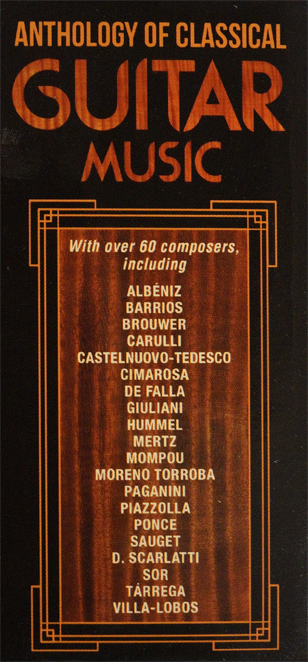 ANTHOLOGY OF CLASSICAL
GUITAR
MUSIC
With over 60 composers,
including
ALBÉNIZ
BARRIOS
BROUWER
CARULLI
CASTELNUOVO-TEDESCO
CIMAROSA
DE FALLA
GIULIANI
HUMMEL
MERTZ
MOMPOU
MORENO TORROBA
PAGANINI
PIAZZOLLA
PONCE
SAUGET
D. SCARLATTI
SOR
TÁRREGA
VILLA-LOBOS